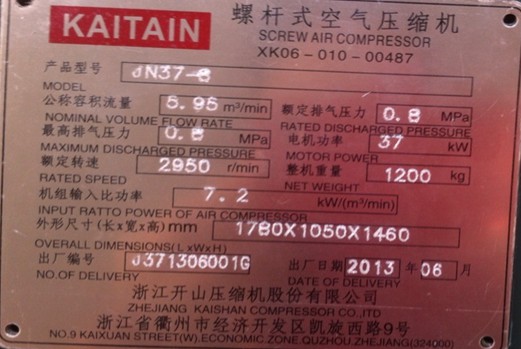 KAITAIN
螺杆式空气压缩机
SCREW AIR COMPRESSOR
XK06-010-00487
产品型号 JN37-8
MODEL
公称容积流量 5.95 m³/min 额定排气压力 0.8 MPa
NOMINAL VOLUME FLOW RATE RATED DISCHARGED PRESSURE
最高排气压力 0.8 MPa 电机功率 37 kW
MAXIMUM DISCHARGED PRESSURE MOTOR POWER
额定转速 2950 r/min 整机重量 1200 kg
RATED SPEED NET WEIGHT
机组输入比功率 7.2 kW/(m³/min)
INPUT RATTO POWER OF AIR COMPRESSOR
外形尺寸(长x宽x高)mm 1780X1050X1460
OVERALL DIMENSIONS(LxWxH)
出厂编号 J371306001G 出厂日期 2013 年 06 月
NO.OF DELIVERY DATE OF DELIVERY
浙江开山压缩机股份有限公司
ZHEJIANG KAISHAN COMPRESSOR CO.,LTD
浙江省衢州市经济开发区凯旋西路9号
NO.9 KAIXUAN STREET(W).ECONOMIC ZONE QUZHOU.ZHEJIANG(324000)